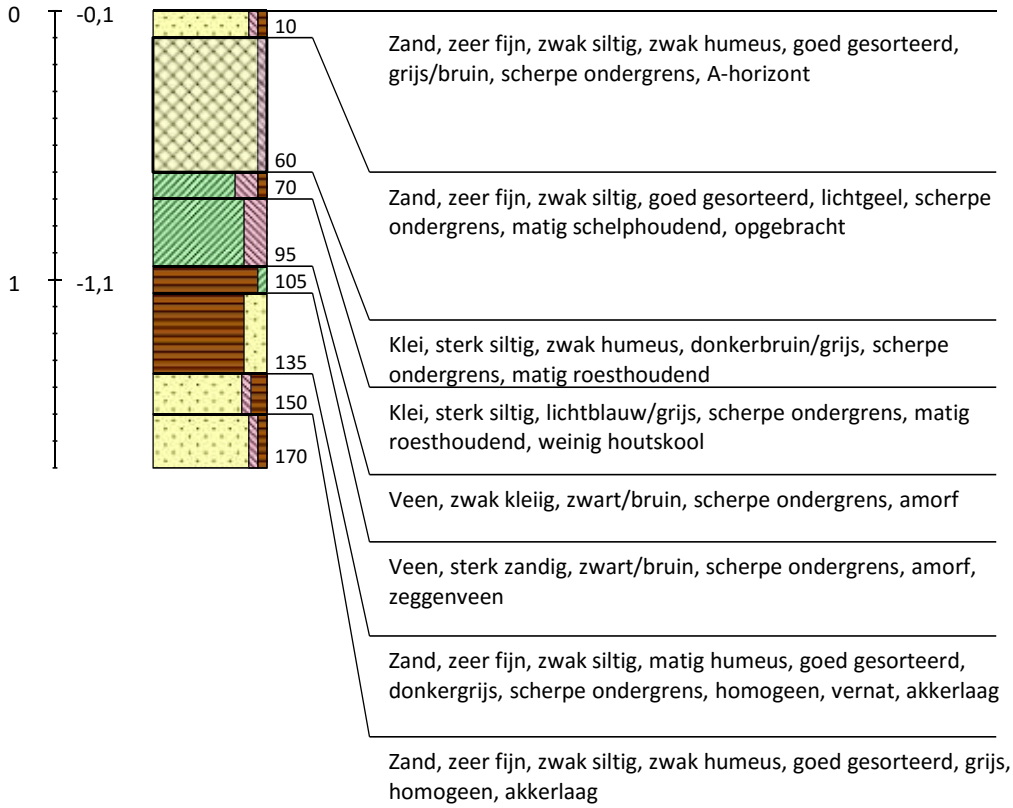 0
-0,1
10
Zand, zeer fijn, zwak siltig, zwak humeus, goed gesorteerd,
grijs/bruin, scherpe ondergrens, A-horizont
60
70
Zand, zeer fijn, zwak siltig, goed gesorteerd, lichtgeel, scherpe
ondergrens, matig schelphoudend, opgebracht
95
1
-1,1
105
Klei, sterk siltig, zwak humeus, donkerbruin/grijs, scherpe
ondergrens, matig roesthoudend
135
150
Klei, sterk siltig, lichtblauw/grijs, scherpe ondergrens, matig
roesthoudend, weinig houtskool
170
Veen, zwak kleiig, zwart/bruin, scherpe ondergrens, amorf
Veen, sterk zandig, zwart/bruin, scherpe ondergrens, amorf,
zeggenveen
Zand, zeer fijn, zwak siltig, matig humeus, goed gesorteerd,
donkergrijs, scherpe ondergrens, homogeen, vernat, akkerlaag
Zand, zeer fijn, zwak siltig, zwak humeus, goed gesorteerd, grijs,
homogeen, akkerlaag